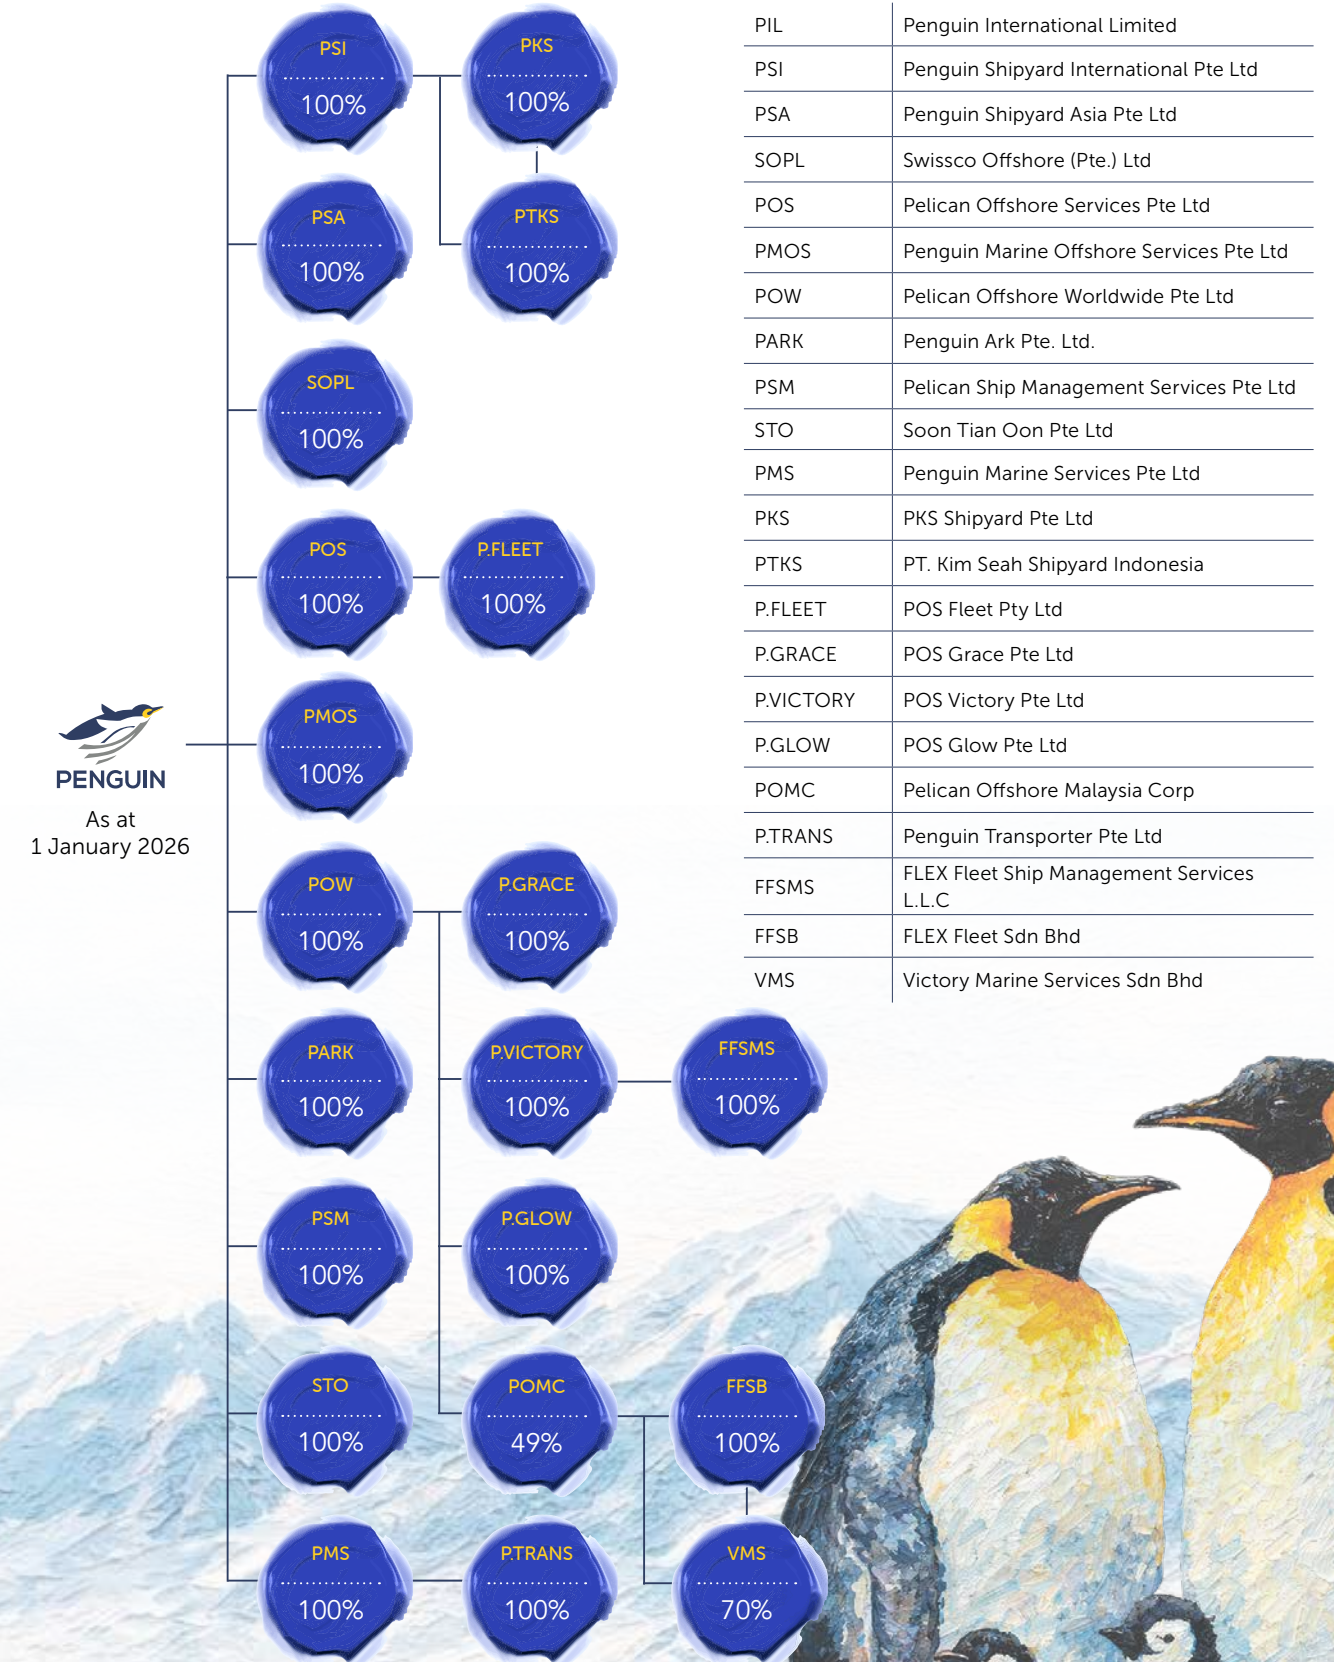 PENGUIN
As at
1 January 2026
PSI
100%
PKS
100%
PSA
100%
PTKS
100%
SOPL
100%
POS
100%
P.FLEET
100%
PMOS
100%
POW
100%
P.GRACE
100%
PARK
100%
P.VICTORY
100%
FFSMS
100%
PSM
100%
P.GLOW
100%
STO
100%
POMC
49%
FFSB
100%
PMS
100%
P.TRANS
100%
VMS
70%
PIL Penguin International Limited
PSI Penguin Shipyard International Pte Ltd
PSA Penguin Shipyard Asia Pte Ltd
SOPL Swissco Offshore (Pte.) Ltd
POS Pelican Offshore Services Pte Ltd
PMOS Penguin Marine Offshore Services Pte Ltd
POW Pelican Offshore Worldwide Pte Ltd
PARK Penguin Ark Pte. Ltd.
PSM Pelican Ship Management Services Pte Ltd
STO Soon Tian Oon Pte Ltd
PMS Penguin Marine Services Pte Ltd
PKS PKS Shipyard Pte Ltd
PTKS PT. Kim Seah Shipyard Indonesia
P.FLEET POS Fleet Pty Ltd
P.GRACE POS Grace Pte Ltd
P.VICTORY POS Victory Pte Ltd
P.GLOW POS Glow Pte Ltd
POMC Pelican Offshore Malaysia Corp
P.TRANS Penguin Transporter Pte Ltd
FFSMS FLEX Fleet Ship Management Services
L.L.C
FFSB FLEX Fleet Sdn Bhd
VMS Victory Marine Services Sdn Bhd